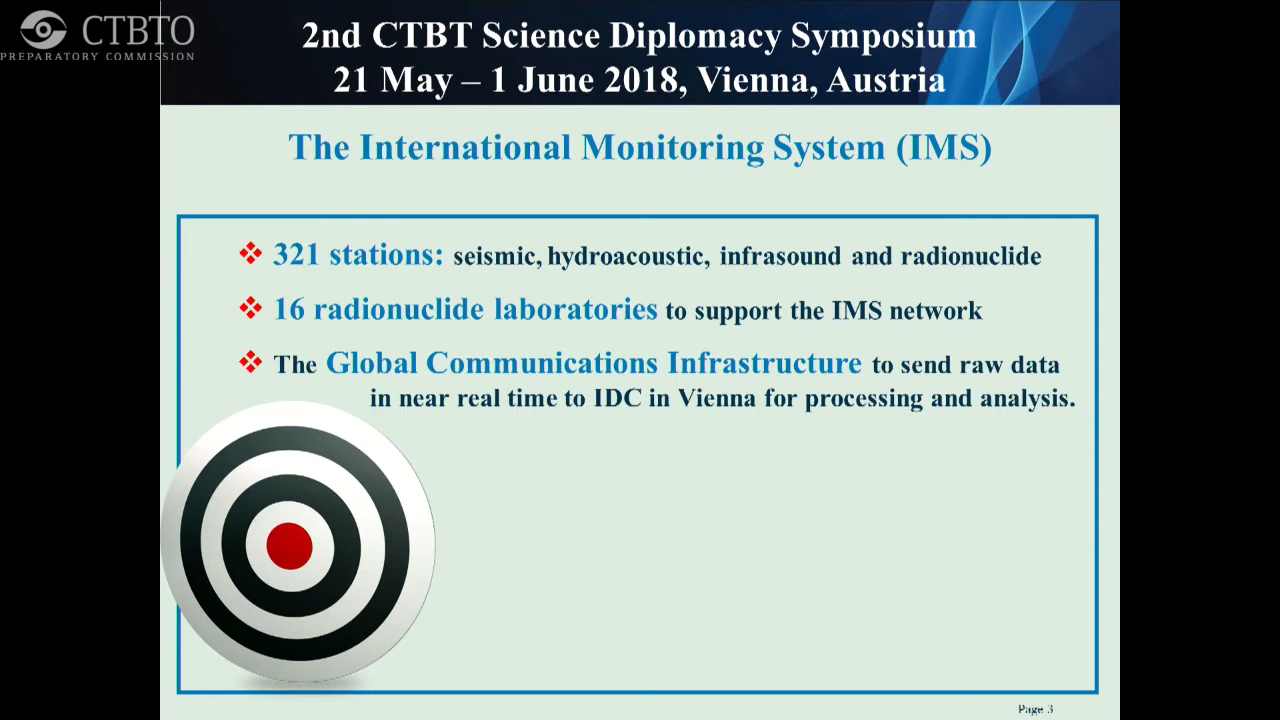 CTBTO
PREPARATORY COMMISSION
2nd CTBT Science Diplomacy Symposium
21 May – 1 June 2018, Vienna, Austria
The International Monitoring System (IMS)
❖ 321 stations: seismic, hydroacoustic, infrasound and radionuclide
❖ 16 radionuclide laboratories to support the IMS network
❖ The Global Communications Infrastructure to send raw data
in near real time to IDC in Vienna for processing and analysis.
Page 3